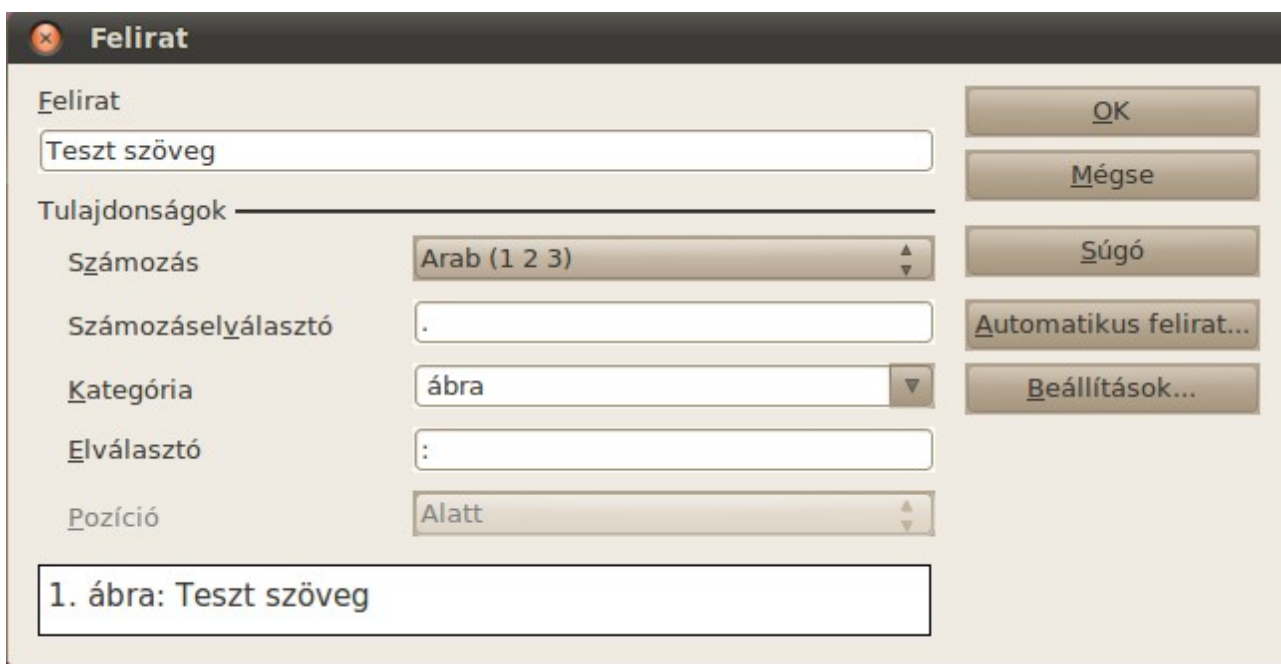 Felirat
Felirat
Teszt szöveg
Tulajdonságok
Számozás
Arab (1 2 3)
Számozáselválasztó
.
Kategória
ábra
Elválasztó
:
Pozíció
Alatt
1. ábra: Teszt szöveg
OK
Mégse
Súgó
Automatikus felirat...
Beállítások...